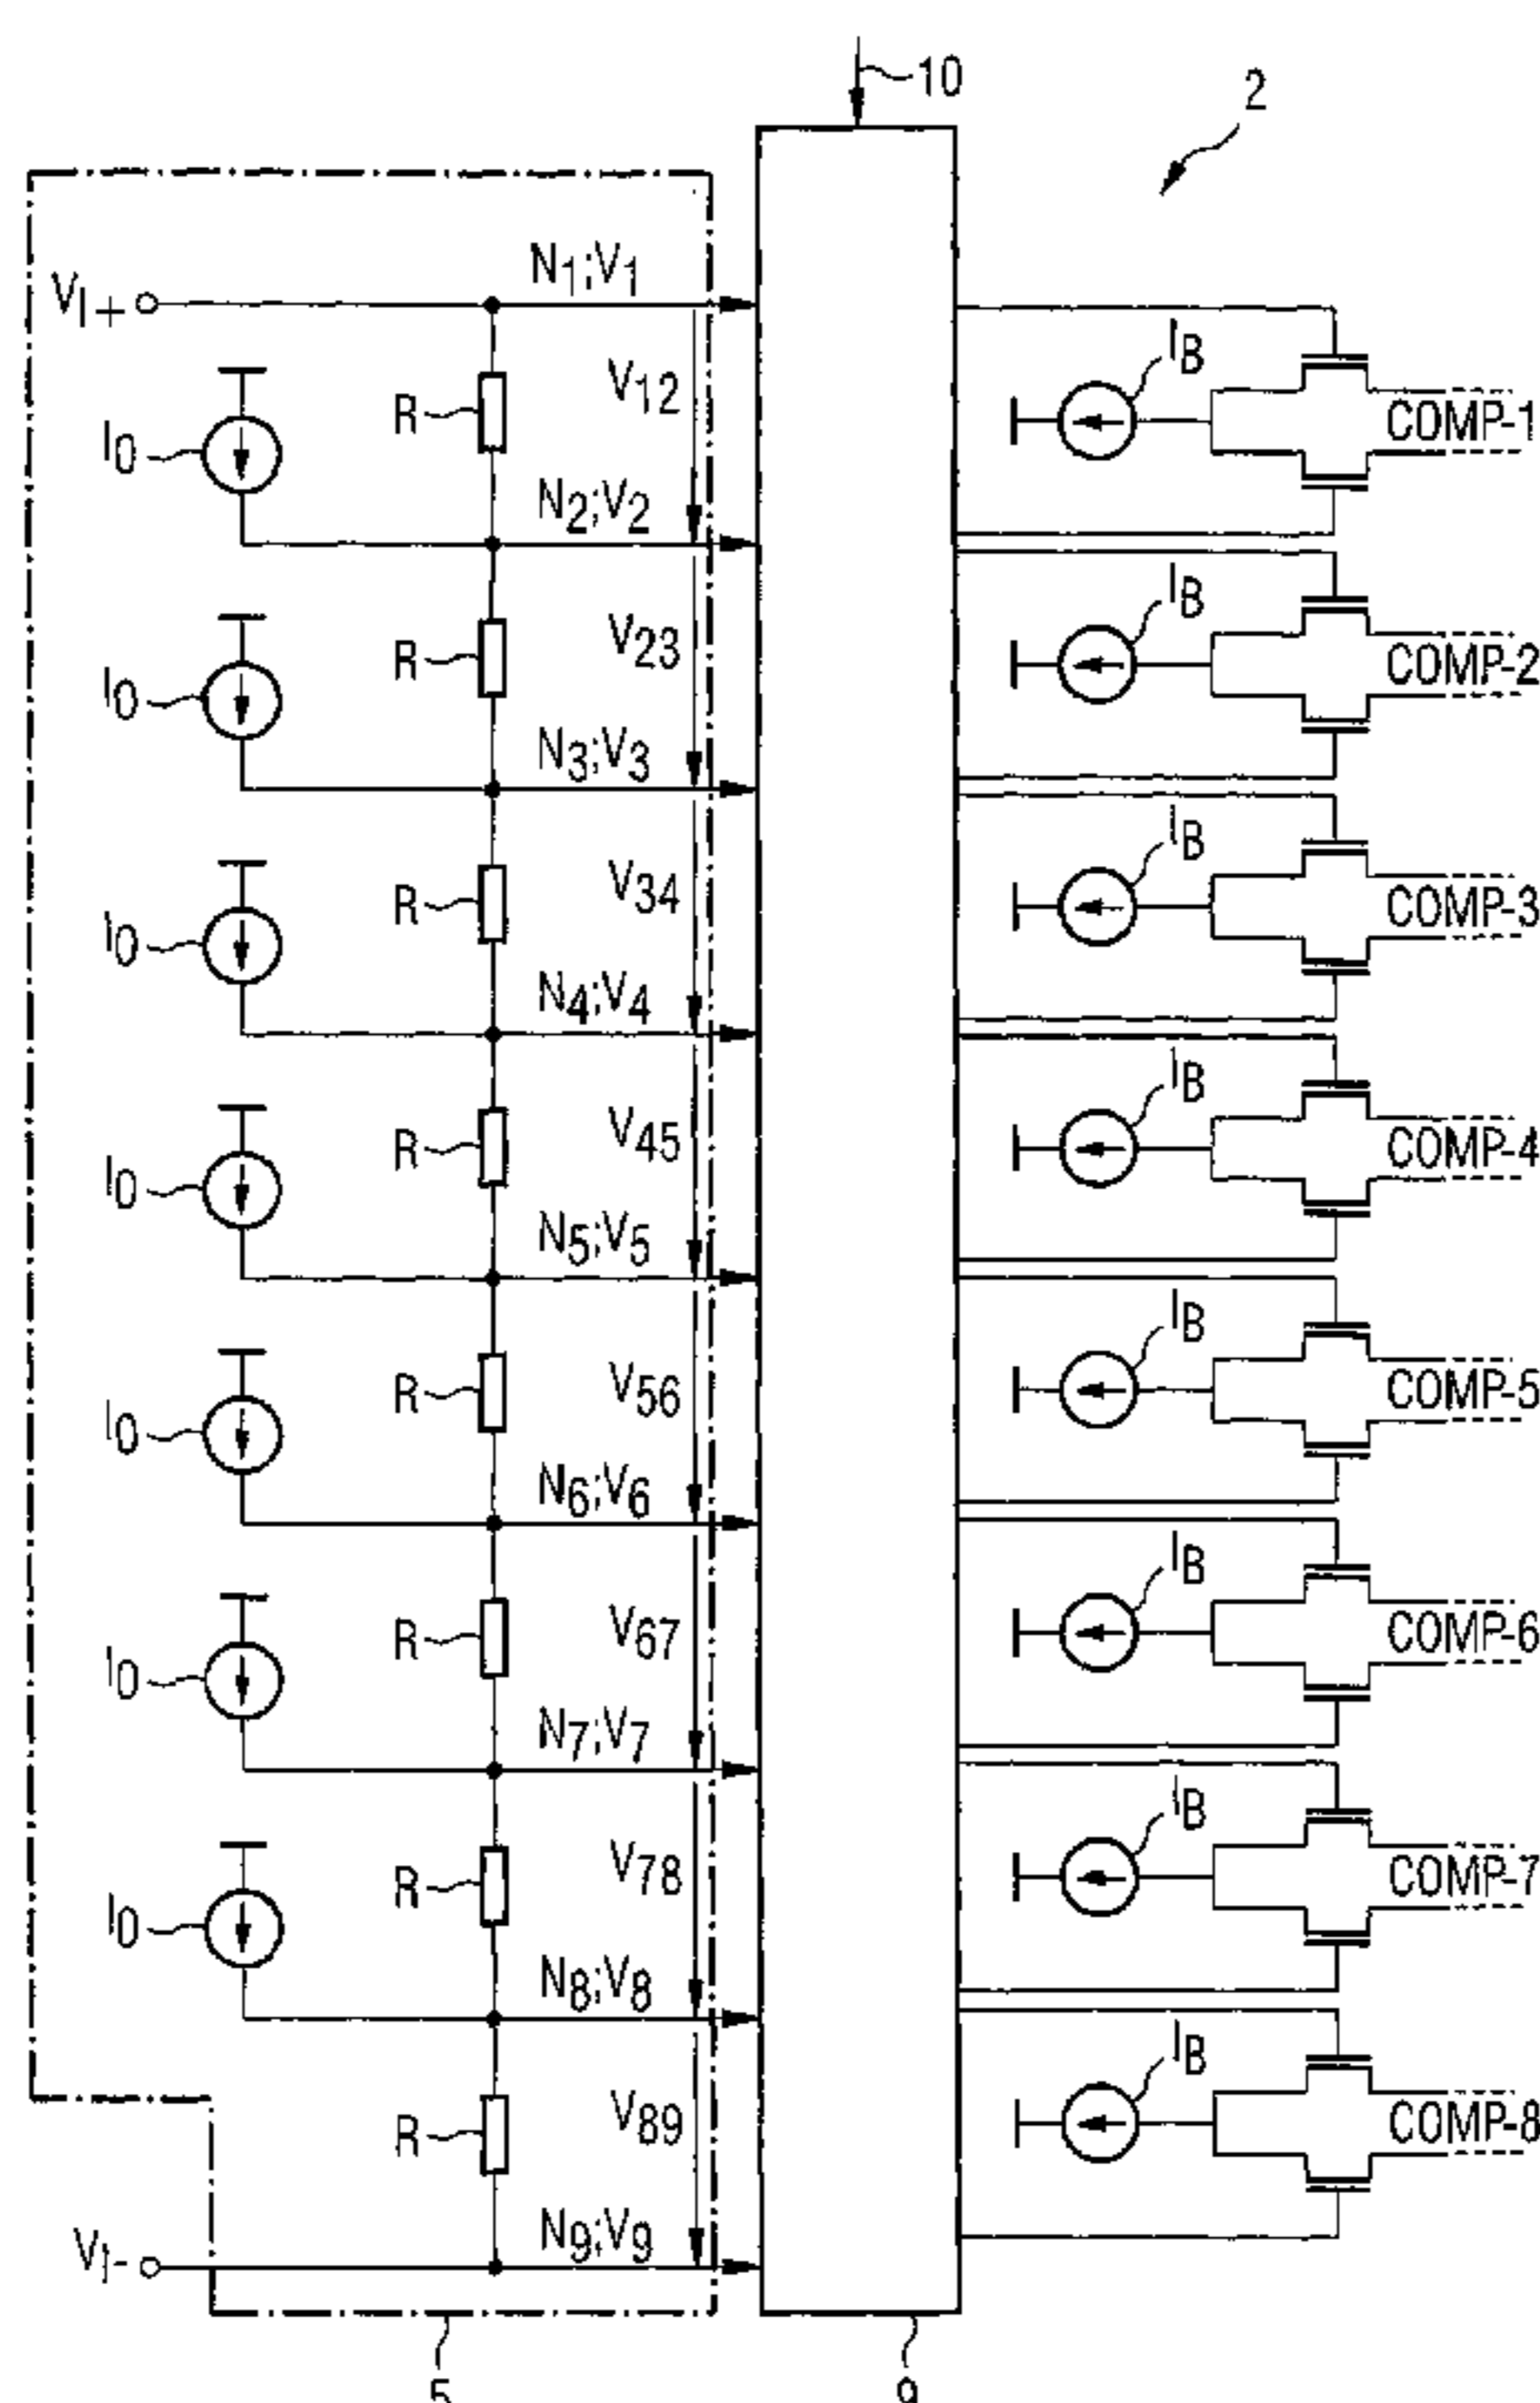 10
2
N1;V1
VI+
V12
R
I0
IB
COMP-1
N2;V2
V23
R
I0
IB
COMP-2
N3;V3
V34
R
I0
IB
COMP-3
N4;V4
V45
R
I0
IB
COMP-4
N5;V5
V56
R
I0
IB
COMP-5
N6;V6
V67
R
I0
IB
COMP-6
N7;V7
V78
R
I0
IB
COMP-7
N8;V8
V89
R
IB
COMP-8
N9;V9
VI-
5
9